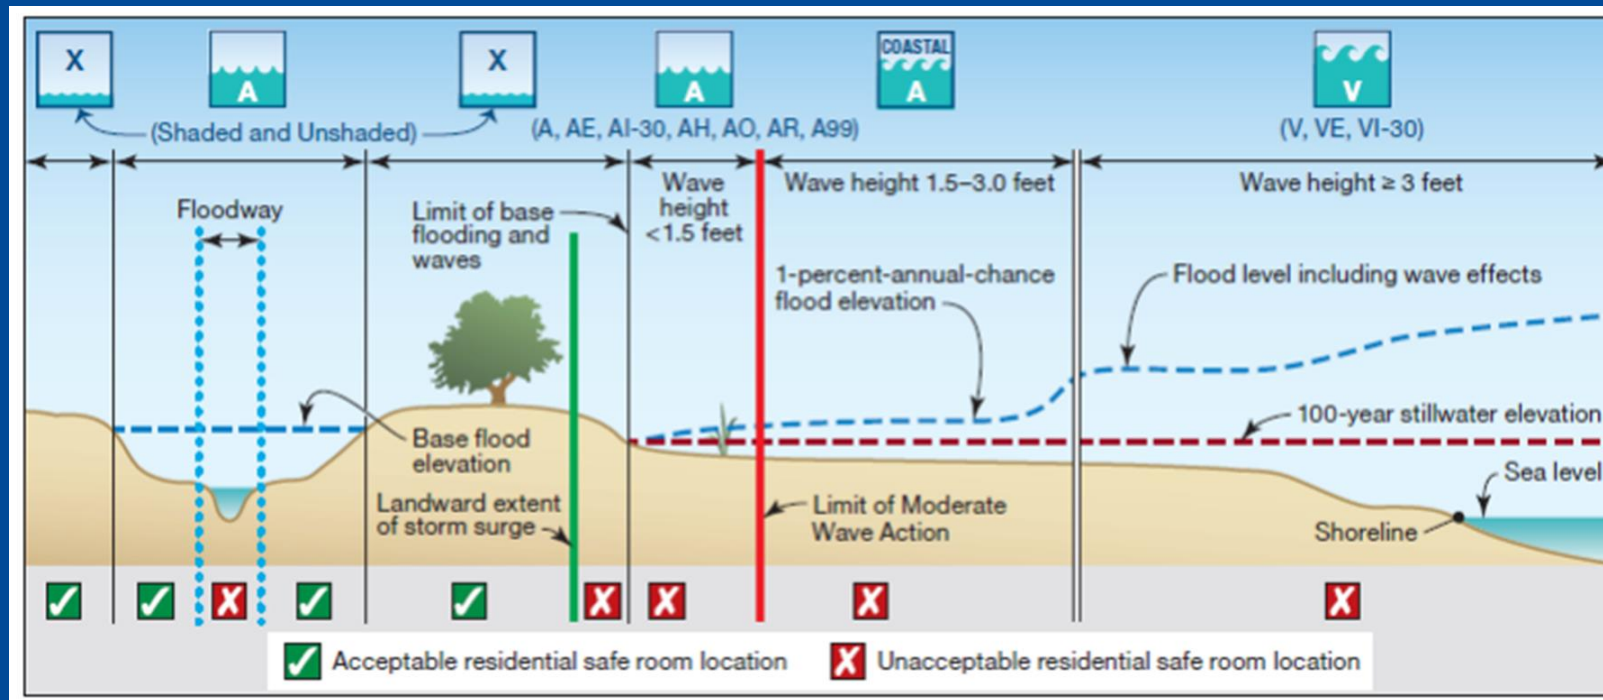 X
A
X
A
COASTAL
A
V
(Shaded and Unshaded)
(A, AE, AI-30, AH, AO, AR, A99)
(V, VE, VI-30)
Wave
height
<1.5 feet
Wave height 1.5–3.0 feet
Wave height ≥ 3 feet
Floodway
Limit of base
flooding and
waves
1-percent-annual-chance
flood elevation
Flood level including wave effects
100-year stillwater elevation
Base flood
elevation
Landward extent
of storm surge
Limit of Moderate
Wave Action
Sea level
Shoreline
Acceptable residential safe room location
Unacceptable residential safe room location